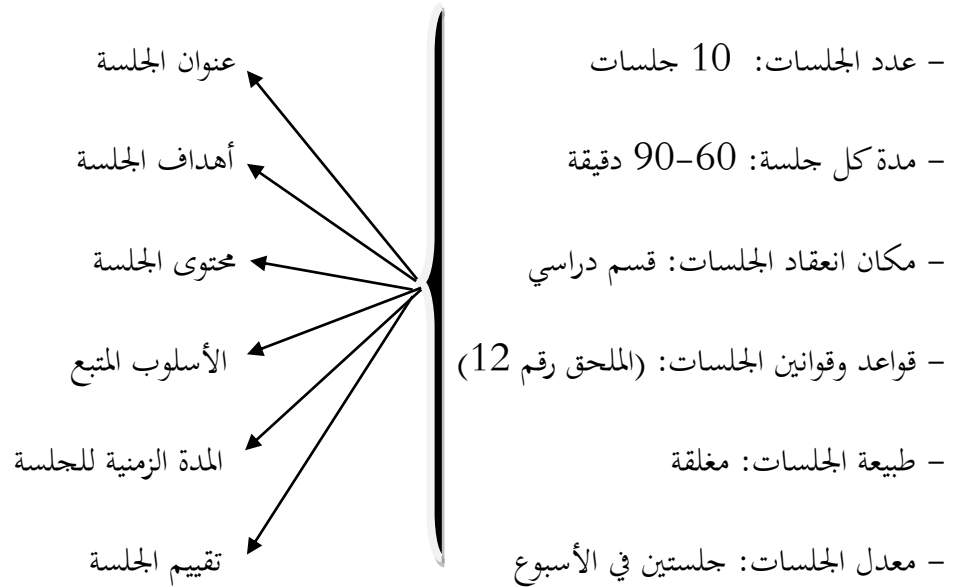 - عدد الجلسات: 10 جلسات
- مدة كل جلسة: 60-90 دقيقة
- مكان انعقاد الجلسات: قسم دراسي
- قواعد وقوانين الجلسات: (الملحق رقم 12)
- طبيعة الجلسات: مغلقة
- معدل الجلسات: جلستين في الأسبوع
عنوان الجلسة
أهداف الجلسة
محتوى الجلسة
الأسلوب المتبع
المدة الزمنية للجلسة
تقييم الجلسة